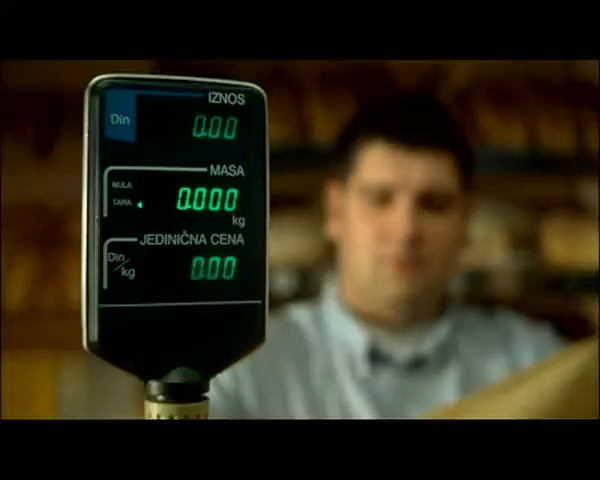 IZNOS
Din
0.00
MASA
NULA
TARA
0.000
kg
JEDINIČNA CENA
Din/kg
0.00